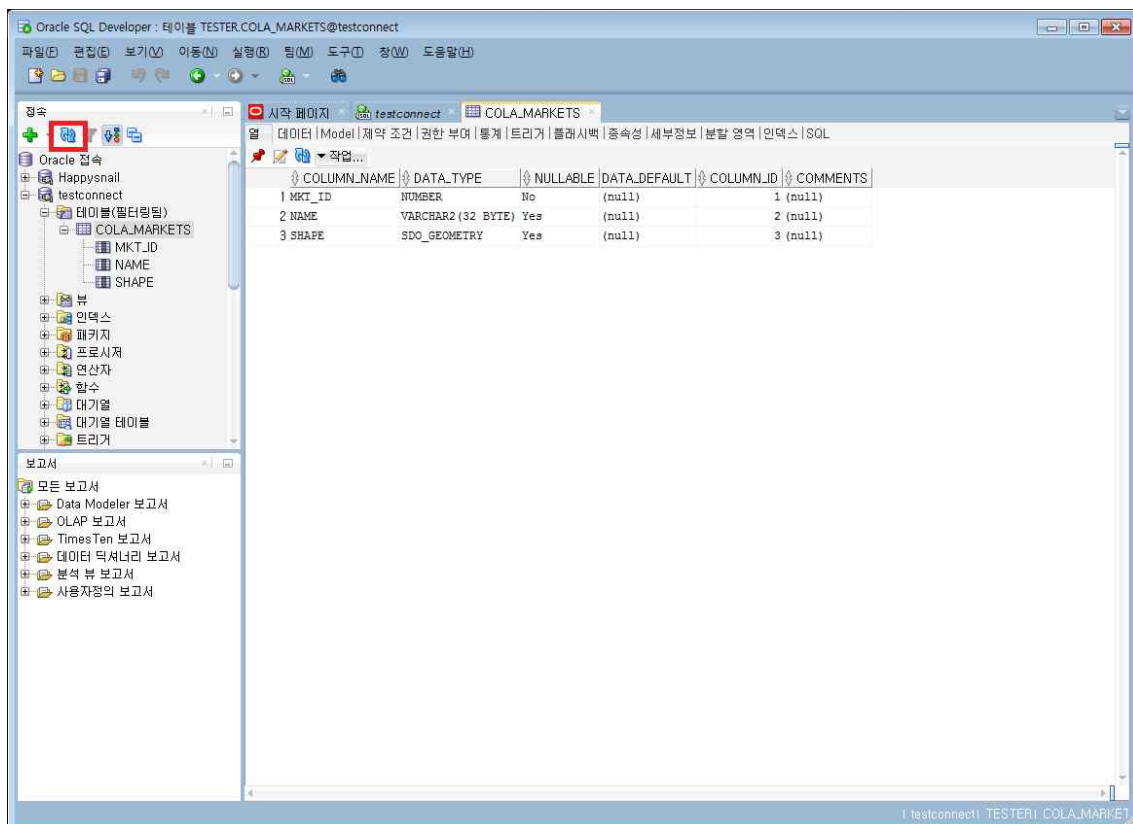 Oracle SQL Developer : 테이블 TESTER.COLA_MARKETS@testconnect
파일(F) 편집(E) 보기(V) 이동(N) 실행(R) 팀(M) 도구(T) 창(W) 도움말(H)
접속
Oracle 접속
Happysnail
testconnect
테이블(필터링됨)
COLA_MARKETS
MKT_ID
NAME
SHAPE
뷰
인덱스
패키지
프로시저
연산자
함수
대기열
대기열 테이블
트리거
보고서
모든 보고서
Data Modeler 보고서
OLAP 보고서
TimesTen 보고서
데이터 딕셔너리 보고서
분석 뷰 보고서
사용자정의 보고서
시작 페이지 testconnect COLA_MARKETS
열 데이터 | Model | 제약 조건 | 권한 부여 | 통계 | 트리거 | 플래시백 | 종속성 | 세부정보 | 분할 영역 | 인덱스 | SQL
작업...
COLUMN_NAME DATA_TYPE NULLABLE DATA_DEFAULT COLUMN_ID COMMENTS
1 MKT_ID NUMBER No (null) 1 (null)
2 NAME VARCHAR2(32 BYTE) Yes (null) 2 (null)
3 SHAPE SDO_GEOMETRY Yes (null) 3 (null)
| testconnect| TESTER| COLA_MARKET